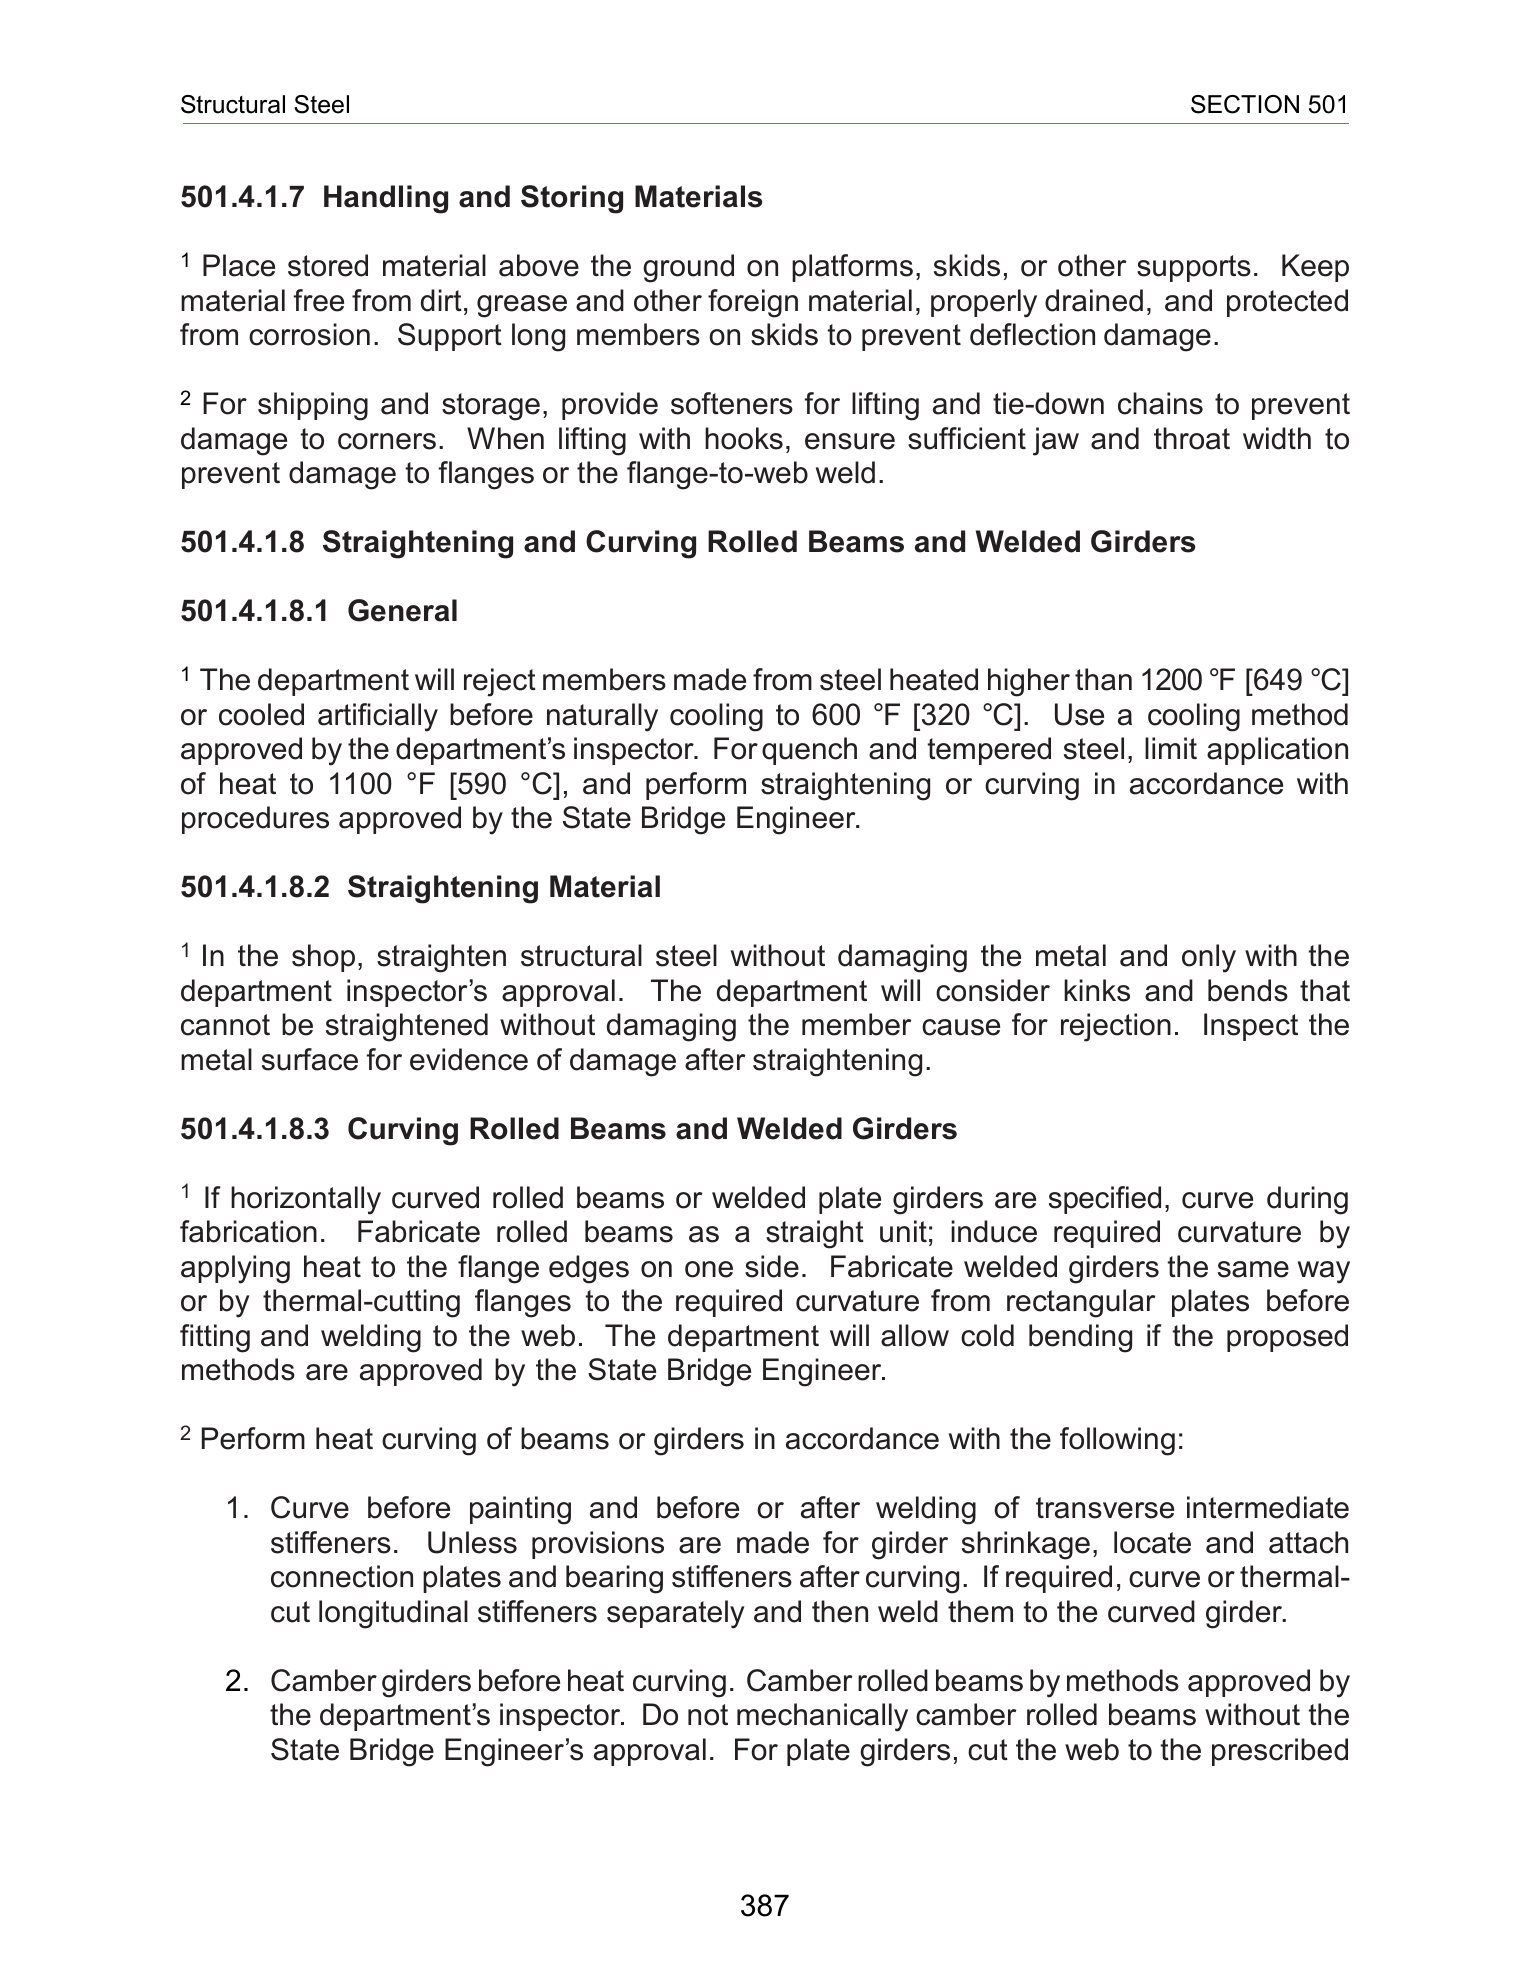 Structural Steel SECTION 501
501.4.1.7 Handling and Storing Materials
1 Place stored material above the ground on platforms, skids, or other supports. Keep
material free from dirt, grease and other foreign material, properly drained, and protected
from corrosion. Support long members on skids to prevent deflection damage.
2 For shipping and storage, provide softeners for lifting and tie-down chains to prevent
damage to corners. When lifting with hooks, ensure sufficient jaw and throat width to
prevent damage to flanges or the flange-to-web weld.
501.4.1.8 Straightening and Curving Rolled Beams and Welded Girders
501.4.1.8.1 General
1 The department will reject members made from steel heated higher than 1200 °F [649 °C]
or cooled artificially before naturally cooling to 600 °F [320 °C]. Use a cooling method
approved by the department’s inspector. For quench and tempered steel, limit application
of heat to 1100 °F [590 °C], and perform straightening or curving in accordance with
procedures approved by the State Bridge Engineer.
501.4.1.8.2 Straightening Material
1 In the shop, straighten structural steel without damaging the metal and only with the
department inspector’s approval. The department will consider kinks and bends that
cannot be straightened without damaging the member cause for rejection. Inspect the
metal surface for evidence of damage after straightening.
501.4.1.8.3 Curving Rolled Beams and Welded Girders
1 If horizontally curved rolled beams or welded plate girders are specified, curve during
fabrication. Fabricate rolled beams as a straight unit; induce required curvature by
applying heat to the flange edges on one side. Fabricate welded girders the same way
or by thermal-cutting flanges to the required curvature from rectangular plates before
fitting and welding to the web. The department will allow cold bending if the proposed
methods are approved by the State Bridge Engineer.
2 Perform heat curving of beams or girders in accordance with the following:
1. Curve before painting and before or after welding of transverse intermediate
stiffeners. Unless provisions are made for girder shrinkage, locate and attach
connection plates and bearing stiffeners after curving. If required, curve or thermal-
cut longitudinal stiffeners separately and then weld them to the curved girder.
2. Camber girders before heat curving. Camber rolled beams by methods approved by
the department’s inspector. Do not mechanically camber rolled beams without the
State Bridge Engineer’s approval. For plate girders, cut the web to the prescribed
387